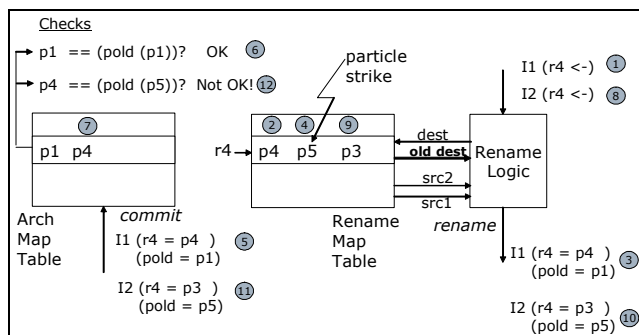 Checks
p1 == (pold (p1))? OK 6
p4 == (pold (p5))? Not OK! 12
particle
strike
I1 (r4 <-) 1
I2 (r4 <-) 8
7
p1 p4
Arch
Map
Table
commit
I1 (r4 = p4 ) 5
(pold = p1)
I2 (r4 = p3 ) 11
(pold = p5)
2 4 9
r4
p4 p5 p3
Rename
Map
Table
dest
old dest
src2
src1
Rename
Logic
rename
I1 (r4 = p4 ) 3
(pold = p1)
I2 (r4 = p3 ) 10
(pold = p5)